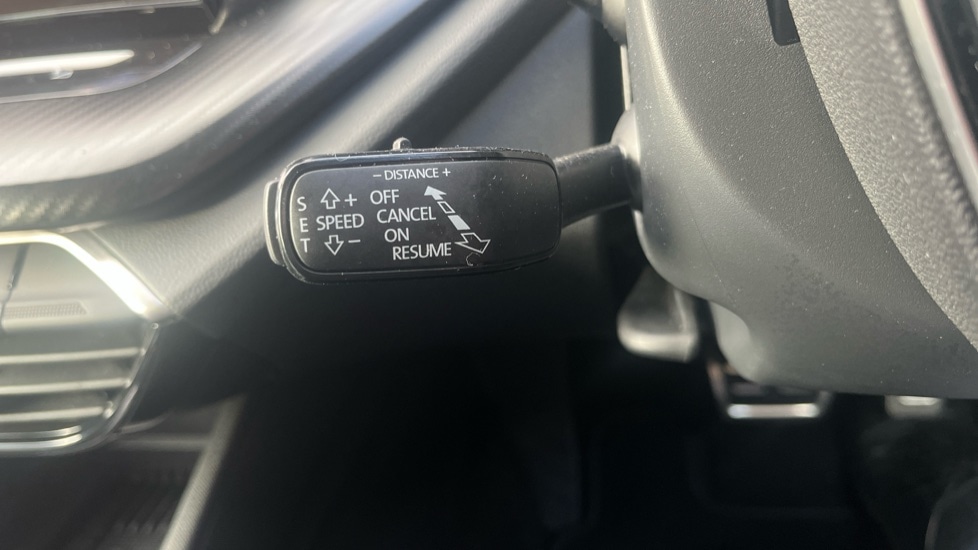 - DISTANCE +
S + OFF
E SPEED CANCEL
T - ON
RESUME